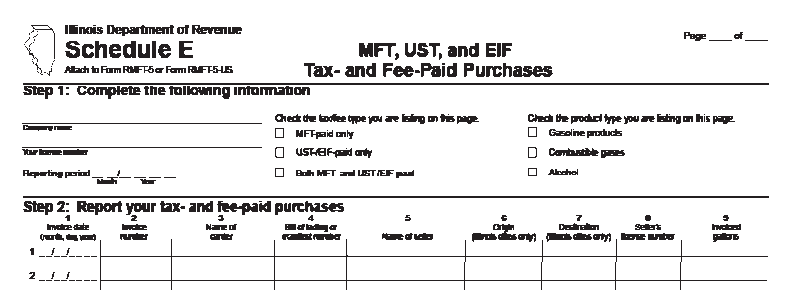 Illinois Department of Revenue
Schedule E
Attach to Form RMFT-5 or Form RMFT-5-US
MFT, UST, and EIF
Tax- and Fee-Paid Purchases
Page ____ of ____
Step 1: Complete the following information
Company name
Your license number
Reporting period __ __/__ __ __ __
Month Year
Check the tax/fee type you are listing on this page.
MFT-paid only
UST-/EIF-paid only
Both MFT- and UST-/EIF-paid
Check the product type you are listing on this page.
Gasoline products
Combustible gases
Alcohol
Step 2: Report your tax- and fee-paid purchases
1 2 3 4 5 6 7 8 9
Invoice date Invoice Name of Bill of lading or Name of seller Origin Destination Seller's Invoiced
(month, day, year) number carrier manifest number (Illinois cities only) (Illinois cities only) license number gallons
1 __/__/____
2 __/__/____